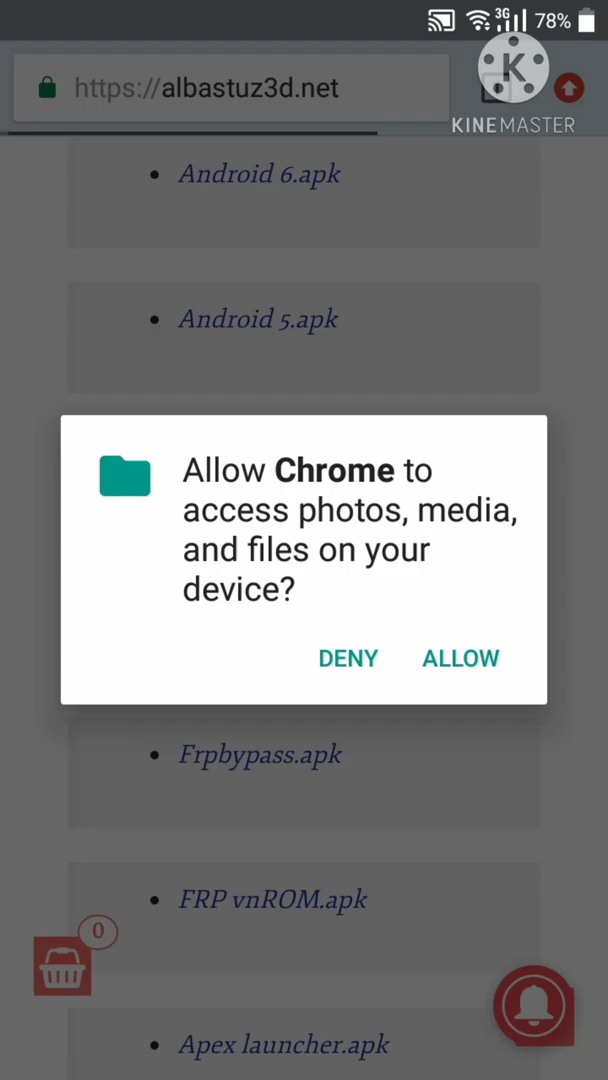 3G 78%
https://albastuz3d.net
K
KINEMASTER
• Android 6.apk
• Android 5.apk
Allow Chrome to
access photos, media,
and files on your
device?
DENY ALLOW
• Frpbypass.apk
• FRP vnROM.apk
0
• Apex launcher.apk